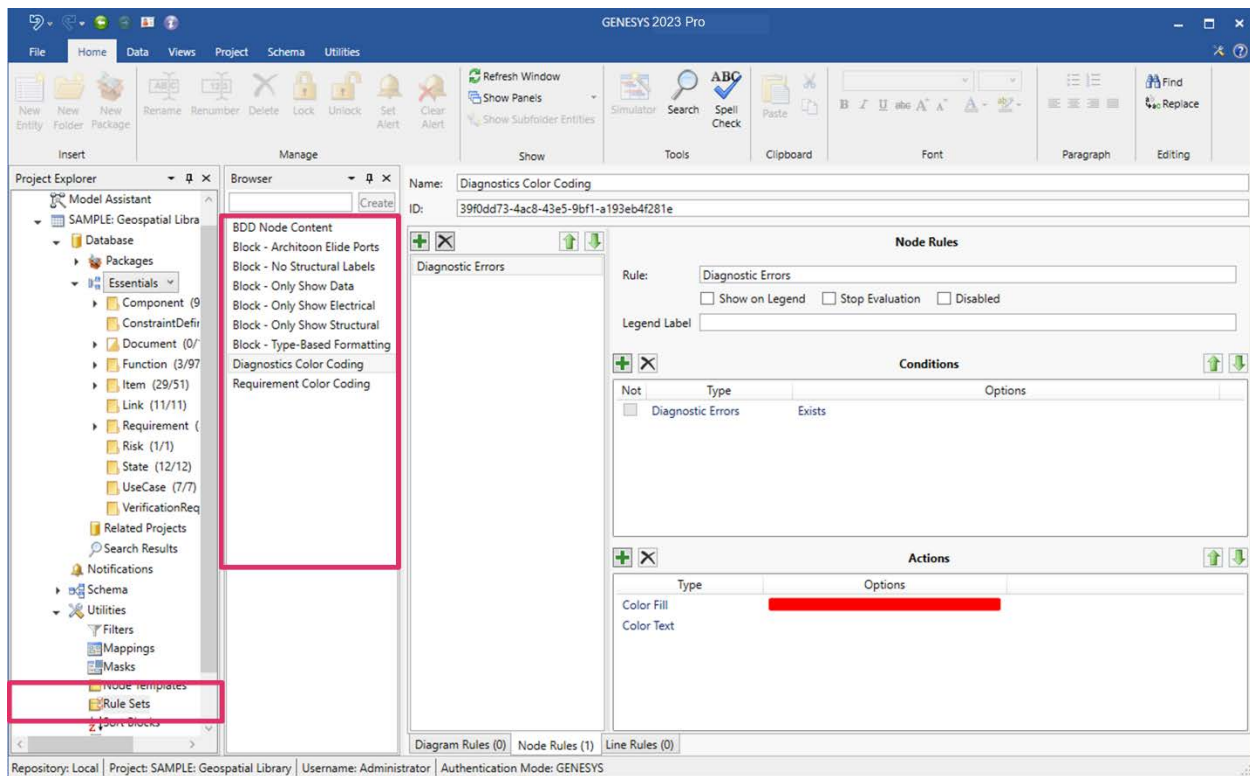 GENESYS 2023 Pro
File Home Data Views Project Schema Utilities
New Entity
New Folder
New Package
Insert
Rename Renumber Delete Lock Unlock Set Alert Clear Alert
Manage
Refresh Window
Show Panels
Show Subfolder Entities
Show
Simulator Search ABC Spell Check
Tools
Paste
Clipboard
B I U abc A A A
Font
Paragraph
Find
Replace
Editing
Project Explorer
Model Assistant
SAMPLE: Geospatial Libra
Database
Packages
Essentials
Component (9
ConstraintDefir
Document (0/
Function (3/97
Item (29/51)
Link (11/11)
Requirement (
Risk (1/1)
State (12/12)
UseCase (7/7)
VerificationReq
Related Projects
Search Results
Notifications
Schema
Utilities
Filters
Mappings
Masks
Node Templates
Rule Sets
Sort Blocks
Browser
Create
BDD Node Content
Block - Architoon Elide Ports
Block - No Structural Labels
Block - Only Show Data
Block - Only Show Electrical
Block - Only Show Structural
Block - Type-Based Formatting
Diagnostics Color Coding
Requirement Color Coding
Name: Diagnostics Color Coding
ID: 39f0dd73-4ac8-43e5-9bf1-a193eb4f281e
Diagnostic Errors
Node Rules
Rule: Diagnostic Errors
Show on Legend Stop Evaluation Disabled
Legend Label
Conditions
Not Type Options
Diagnostic Errors Exists
Actions
Type Options
Color Fill
Color Text
Diagram Rules (0) Node Rules (1) Line Rules (0)
Repository: Local Project: SAMPLE: Geospatial Library Username: Administrator Authentication Mode: GENESYS